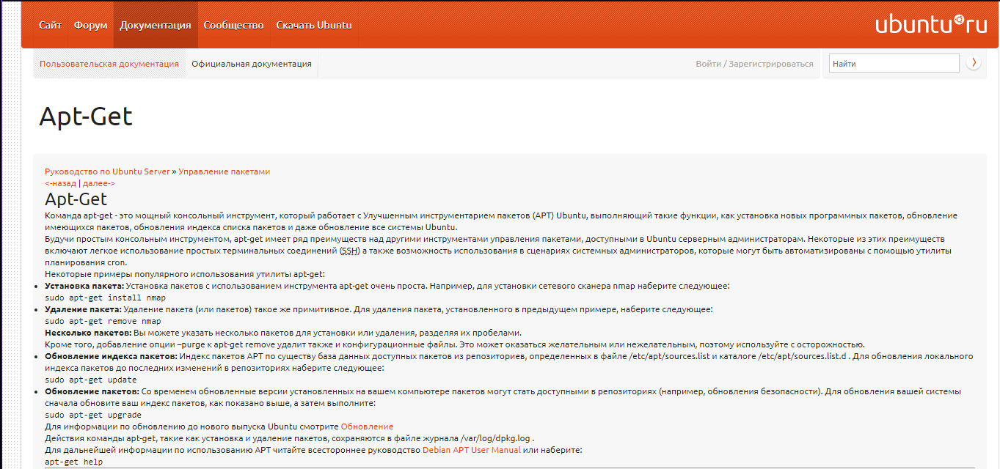 Сайт Форум Документация Сообщество Скачать Ubuntu ubuntu ru
Пользовательская документация Официальная документация Войти / Зарегистрироваться Найти
Apt-Get
Руководство по Ubuntu Server » Управление пакетами
<-назад | далее->
Apt-Get
Команда apt-get - это мощный консольный инструмент, который работает с Улучшенным инструментарием пакетов (APT) Ubuntu, выполняющий такие функции, как установка новых программных пакетов, обновление
имеющихся пакетов, обновления индекса списка пакетов и даже обновление все системы Ubuntu.
Будучи простым консольным инструментом, apt-get имеет ряд преимуществ над другими инструментами управления пакетами, доступными в Ubuntu серверным администраторам. Некоторые из этих преимуществ
включают легкое использование простых терминальных соединений (SSH) а также возможность использования в сценариях системных администраторов, которые могут быть автоматизированы с помощью утилиты
планирования cron.
Некоторые примеры популярного использования утилиты apt-get:
• Установка пакета: Установка пакетов с использованием инструмента apt-get очень проста. Например, для установки сетевого сканера nmap наберите следующее:
sudo apt-get install nmap
• Удаление пакета: Удаление пакета (или пакетов) такое же примитивное. Для удаления пакета, установленного в предыдущем примере, наберите следующее:
sudo apt-get remove nmap
Несколько пакетов: Вы можете указать несколько пакетов для установки или удаления, разделяя их пробелами.
Кроме того, добавление опции –purge к apt-get remove удалит также и конфигурационные файлы. Это может оказаться желательным или нежелательным, поэтому используйте с осторожностью.
• Обновление индекса пакетов: Индекс пакетов APT по существу база данных доступных пакетов из репозиториев, определенных в файле /etc/apt/sources.list и каталоге /etc/apt/sources.list.d . Для обновления локального
индекса пакетов до последних изменений в репозиториях наберите следующее:
sudo apt-get update
• Обновление пакетов: Со временем обновленные версии установленных на вашем компьютере пакетов могут стать доступными в репозиториях (например, обновления безопасности). Для обновления вашей системы
сначала обновите ваш индекс пакетов, как показано выше, а затем выполните:
sudo apt-get upgrade
Для информации по обновлению до нового выпуска Ubuntu смотрите Обновление
Действия команды apt-get, такие как установка и удаление пакетов, сохраняются в файле журнала /var/log/dpkg.log .
Для дальнейшей информации по использованию APT читайте всестороннее руководство Debian APT User Manual или наберите:
apt-get help